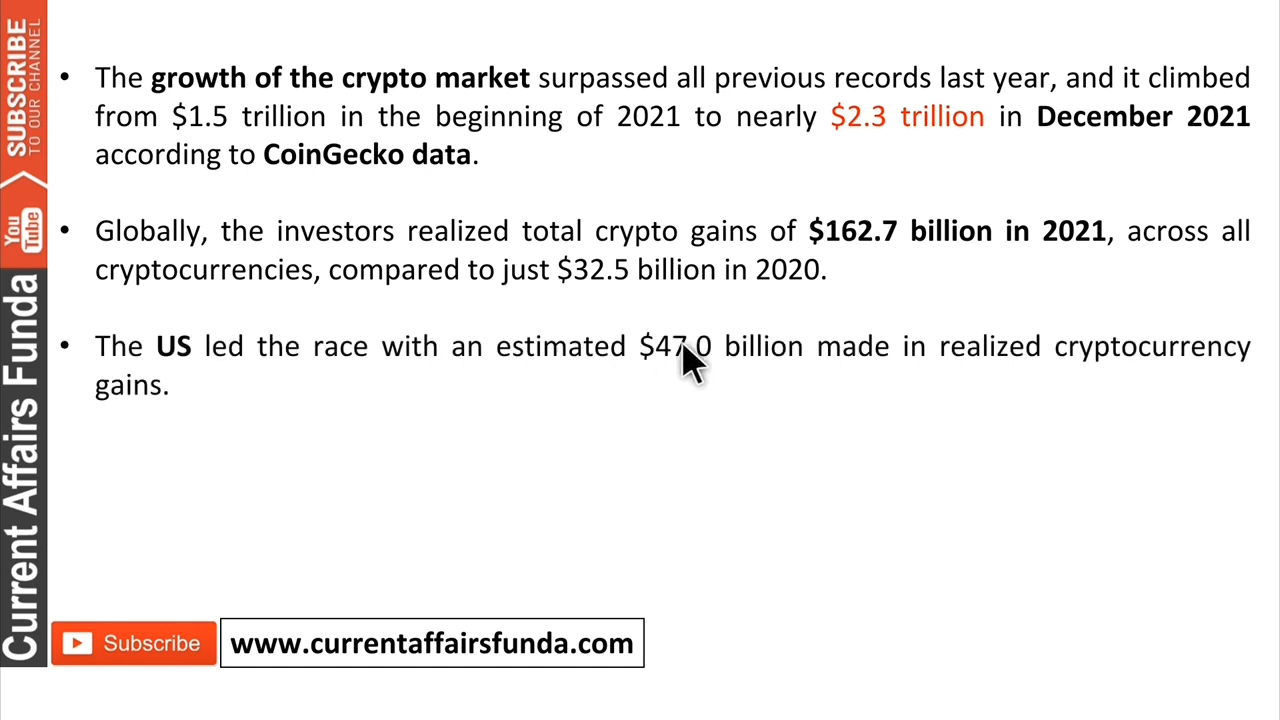 • The growth of the crypto market surpassed all previous records last year, and it climbed
from $1.5 trillion in the beginning of 2021 to nearly $2.3 trillion in December 2021
according to CoinGecko data.
• Globally, the investors realized total crypto gains of $162.7 billion in 2021, across all
cryptocurrencies, compared to just $32.5 billion in 2020.
• The US led the race with an estimated $47.0 billion made in realized cryptocurrency
gains.
SUBSCRIBE
TO OUR CHANNEL
You
Tube
Current Affairs Funda
Subscribe
www.currentaffairsfunda.com